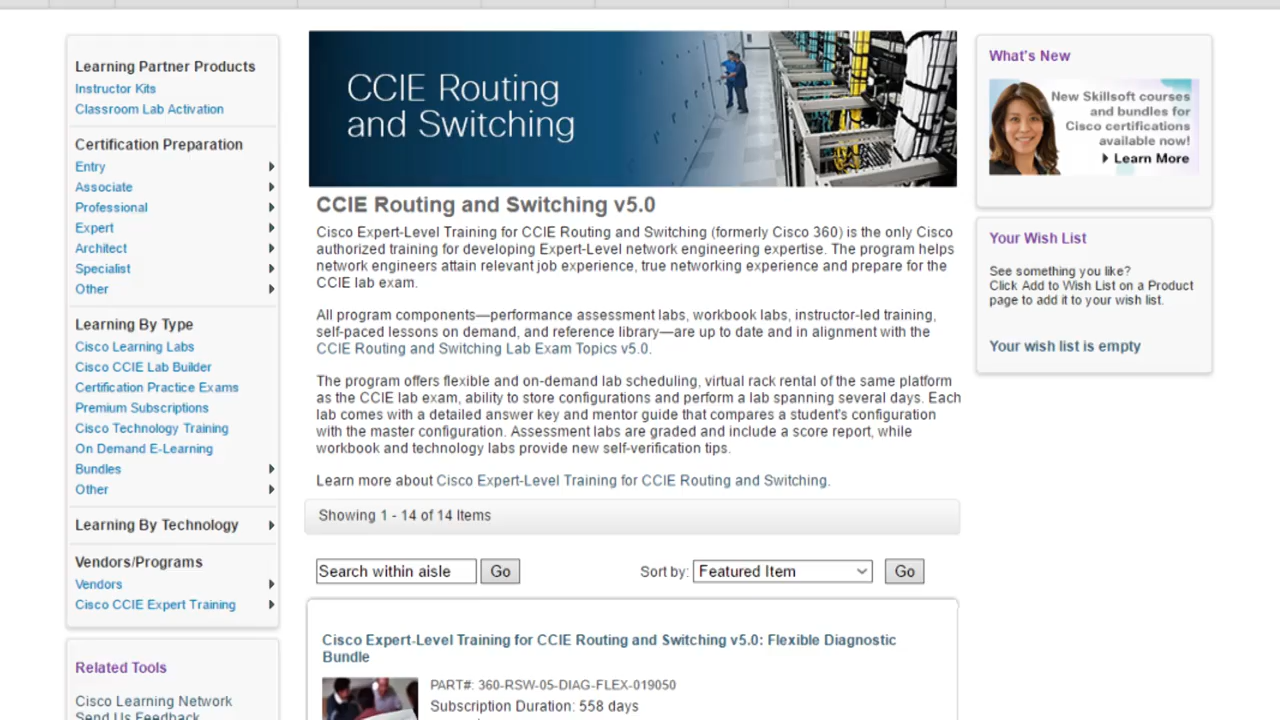 Learning Partner Products
Instructor Kits
Classroom Lab Activation
Certification Preparation
Entry
Associate
Professional
Expert
Architect
Specialist
Other
Learning By Type
Cisco Learning Labs
Cisco CCIE Lab Builder
Certification Practice Exams
Premium Subscriptions
Cisco Technology Training
On Demand E-Learning
Bundles
Other
Learning By Technology
Vendors/Programs
Vendors
Cisco CCIE Expert Training
Related Tools
Cisco Learning Network
Send Us Feedback
CCIE Routing
and Switching
CCIE Routing and Switching v5.0
Cisco Expert-Level Training for CCIE Routing and Switching (formerly Cisco 360) is the only Cisco
authorized training for developing Expert-Level network engineering expertise. The program helps
network engineers attain relevant job experience, true networking experience and prepare for the
CCIE lab exam.
All program components—performance assessment labs, workbook labs, instructor-led training,
self-paced lessons on demand, and reference library—are up to date and in alignment with the
CCIE Routing and Switching Lab Exam Topics v5.0.
The program offers flexible and on-demand lab scheduling, virtual rack rental of the same platform
as the CCIE lab exam, ability to store configurations and perform a lab spanning several days. Each
lab comes with a detailed answer key and mentor guide that compares a student's configuration
with the master configuration. Assessment labs are graded and include a score report, while
workbook and technology labs provide new self-verification tips.
Learn more about Cisco Expert-Level Training for CCIE Routing and Switching.
Showing 1 - 14 of 14 Items
Search within aisle Go Sort by: Featured Item Go
Cisco Expert-Level Training for CCIE Routing and Switching v5.0: Flexible Diagnostic
Bundle
PART#: 360-RSW-05-DIAG-FLEX-019050
Subscription Duration: 558 days
What's New
New Skillsoft courses
and bundles for
Cisco certifications
available now!
Learn More
Your Wish List
See something you like?
Click Add to Wish List on a Product
page to add it to your wish list.
Your wish list is empty